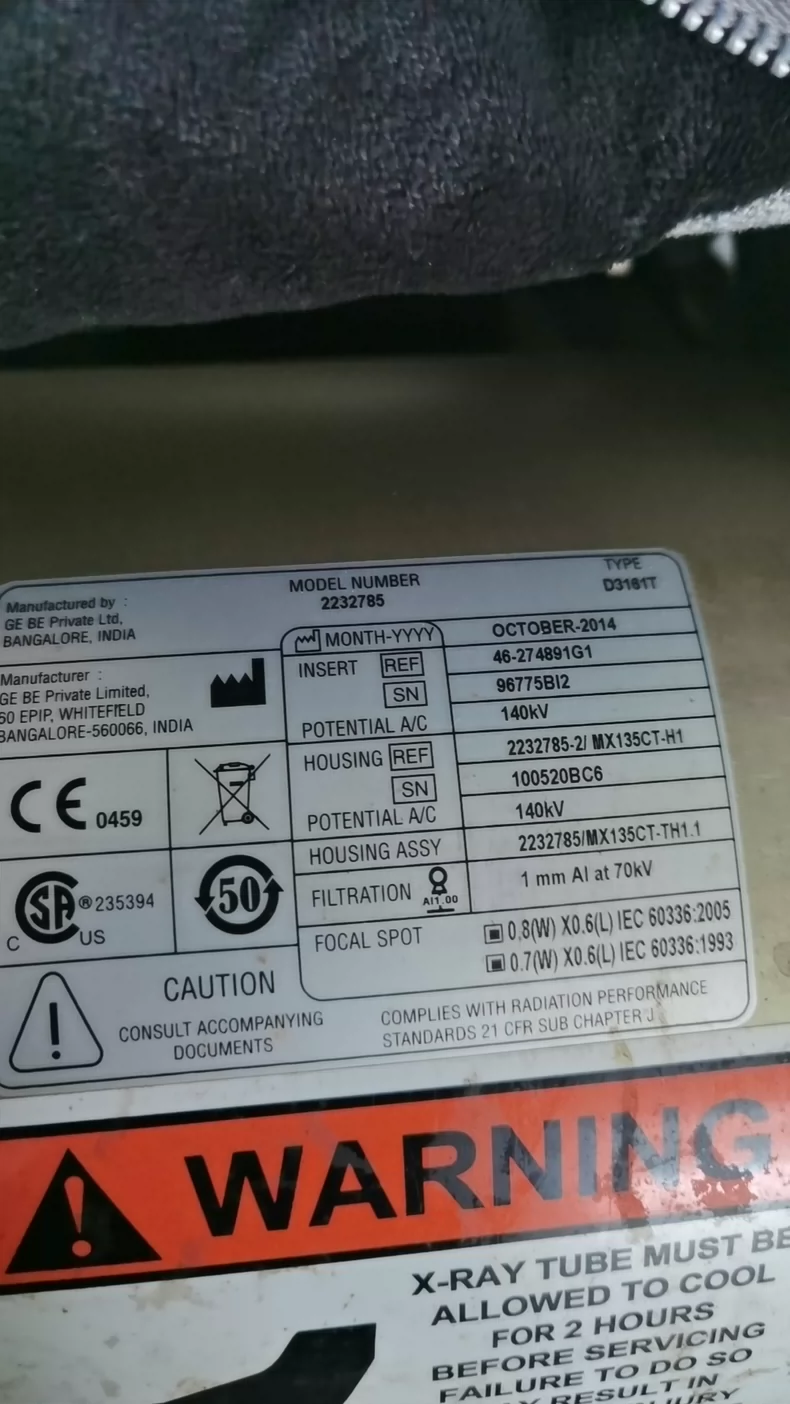 Manufactured by :
GE BE Private Ltd,
BANGALORE, INDIA
MODEL NUMBER
2232785
TYPE
D3161T
Manufacturer :
GE BE Private Limited,
60 EPIP, WHITEFIELD
BANGALORE-560066, INDIA
MONTH-YYYY OCTOBER-2014
INSERT REF 46-274891G1
SN 96775BI2
POTENTIAL A/C 140kV
HOUSING REF 2232785-2/ MX135CT-H1
SN 100520BC6
POTENTIAL A/C 140kV
HOUSING ASSY 2232785/MX135CT-TH1.1
FILTRATION Al1.00 1 mm Al at 70kV
FOCAL SPOT 0.8(W) X0.6(L) IEC 60336:2005
0.7(W) X0.6(L) IEC 60336:1993
CE 0459
C SA ® 235394
C US
50
CAUTION
CONSULT ACCOMPANYING
DOCUMENTS
COMPLIES WITH RADIATION PERFORMANCE
STANDARDS 21 CFR SUB CHAPTER J
WARNING
X-RAY TUBE MUST BE
ALLOWED TO COOL
FOR 2 HOURS
BEFORE SERVICING
FAILURE TO DO SO
RESULT IN